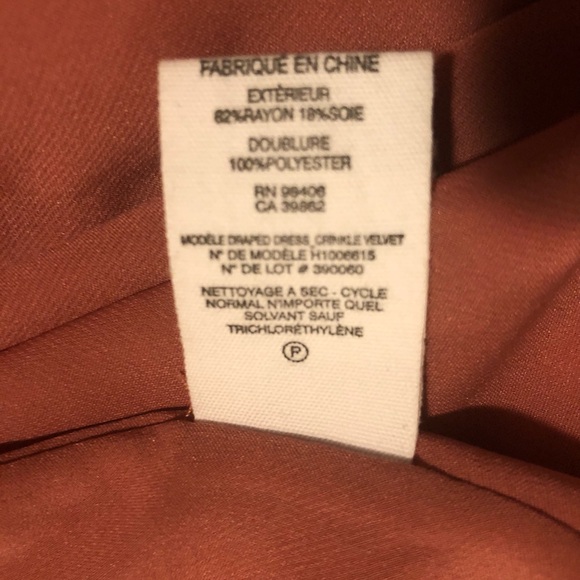 FABRIQUÉ EN CHINE
EXTÉRIEUR
82%RAYON 18%SOIE
DOUBLURE
100%POLYESTER
RN 98406
CA 39862
MODÈLE DRAPED DRESS_CRINKLE VELVET
N° DE MODÈLE H1006615
N° DE LOT # 390060
NETTOYAGE A SEC - CYCLE
NORMAL N'IMPORTE QUEL
SOLVANT SAUF
TRICHLORÉTHYLÈNE
P